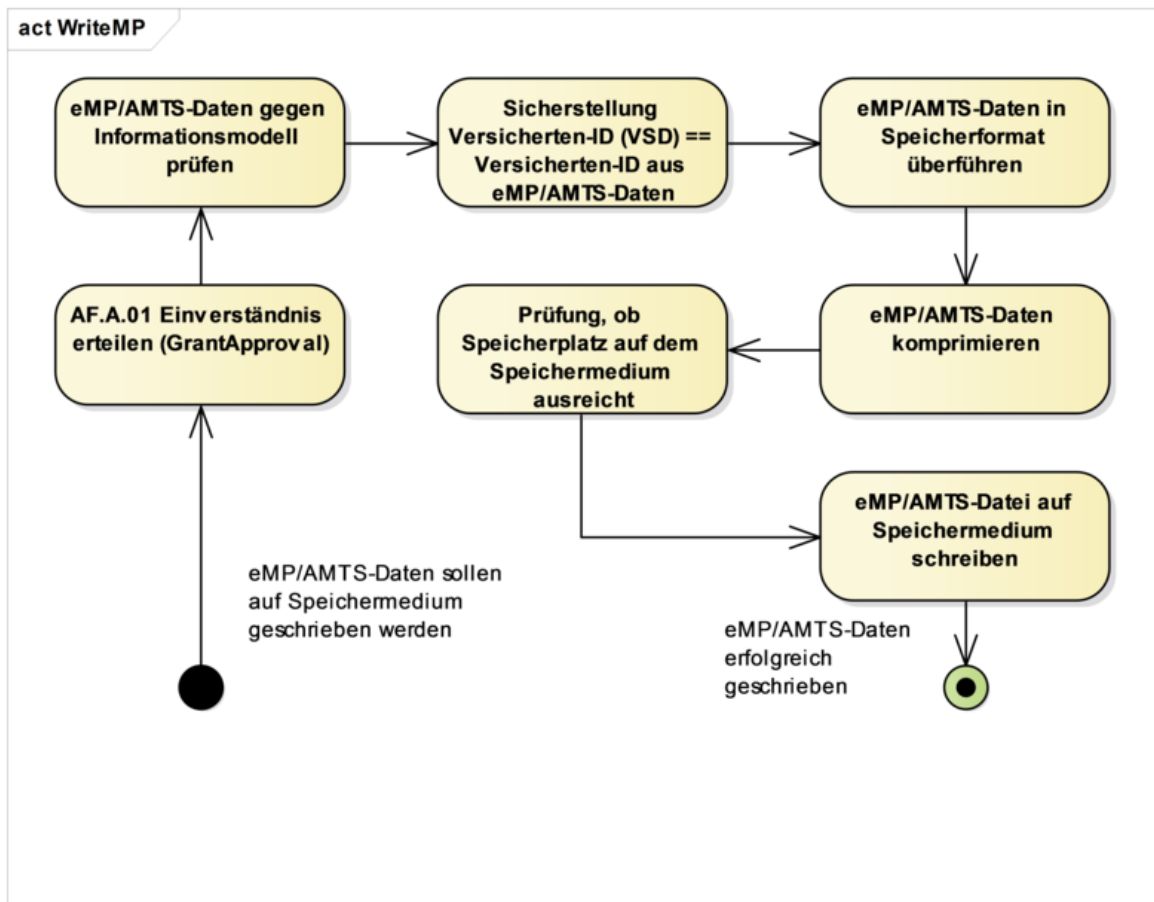 act WriteMP
eMP/AMTS-Daten gegen
Informationsmodell
prüfen
Sicherstellung
Versicherten-ID (VSD) ==
Versicherten-ID aus
eMP/AMTS-Daten
eMP/AMTS-Daten in
Speicherformat
überführen
AF.A.01 Einverständnis
erteilen (GrantApproval)
Prüfung, ob
Speicherplatz auf dem
Speichermedium
ausreicht
eMP/AMTS-Daten
komprimieren
eMP/AMTS-Datei auf
Speichermedium
schreiben
eMP/AMTS-Daten sollen
auf Speichermedium
geschrieben werden
eMP/AMTS-Daten
erfolgreich
geschrieben